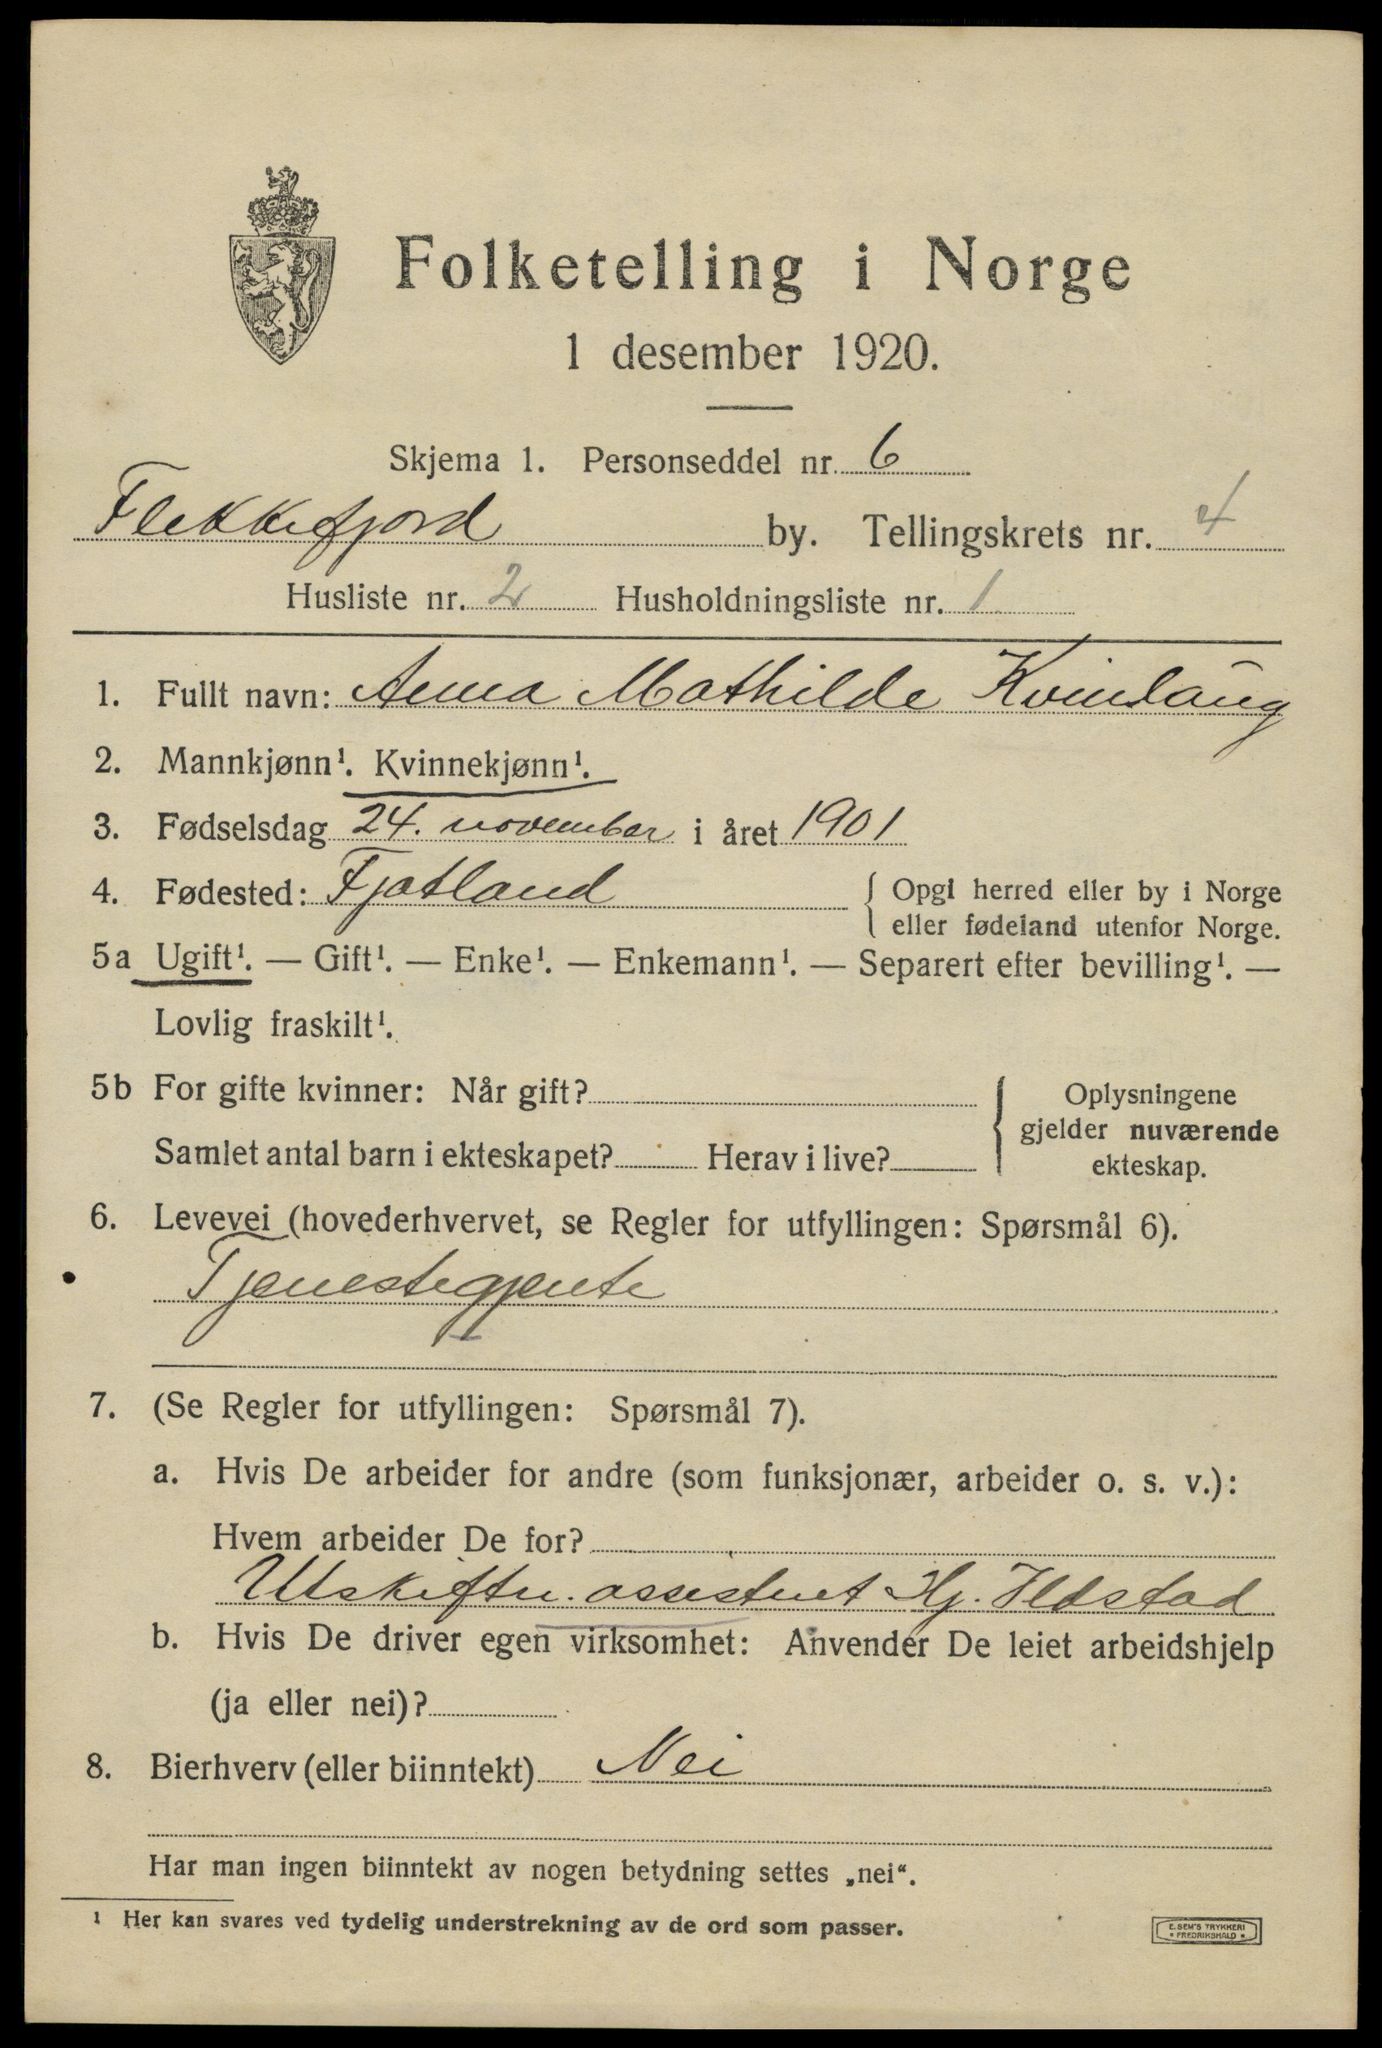 Folketelling i Norge
1 desember 1920.
Skjema 1. Personseddel nr. 6
Flekkefjord by. Tellingskrets nr. 4
Husliste nr. 2 Husholdningsliste nr. 1
1. Fullt navn: Anna Mathilde Kvinlaug
2. Mannkjønn¹. Kvinnekjønn¹.
3. Fødselsdag 24. november i året 1901
4. Fødested: Fjotland { Opgi herred eller by i Norge
eller fødeland utenfor Norge.
5a Ugift¹. — Gift¹. — Enke¹. — Enkemann¹. — Separert efter bevilling¹. —
Lovlig fraskilt¹.
5b For gifte kvinner: Når gift? { Oplysningene
gjelder nuværende
Samlet antal barn i ekteskapet? Herav i live? ekteskap.
6. Levevei (hovederhvervet, se Regler for utfyllingen: Spørsmål 6).
Tjenestegjente
7. (Se Regler for utfyllingen: Spørsmål 7).
a. Hvis De arbeider for andre (som funksjonær, arbeider o. s. v.):
Hvem arbeider De for?
Utskiftn. assistent Hj.
b. Hvis De driver egen virksomhet: Anvender De leiet arbeidshjelp
(ja eller nei)?
8. Bierhverv (eller biinntekt) Nei
Har man ingen biinntekt av nogen betydning settes „nei“.
¹ Her kan svares ved tydelig understrekning av de ord som passer.
E. SEM'S TRYKKERI
* FREDRIKSHALD *